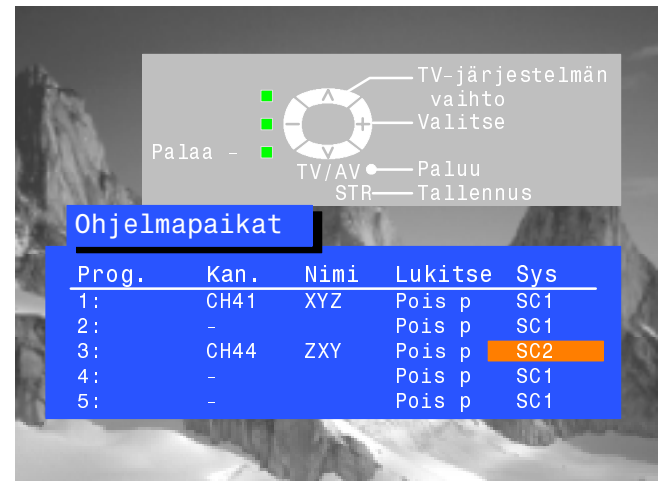 TV-järjestelmän
vaihto
Valitse
Palaa -
TV/AV Paluu
STR Tallennus
Ohjelmapaikat
Prog. Kan. Nimi Lukitse Sys
1: CH41 XYZ Pois p SC1
2: - Pois p SC1
3: CH44 ZXY Pois p SC2
4: - Pois p SC1
5: - Pois p SC1